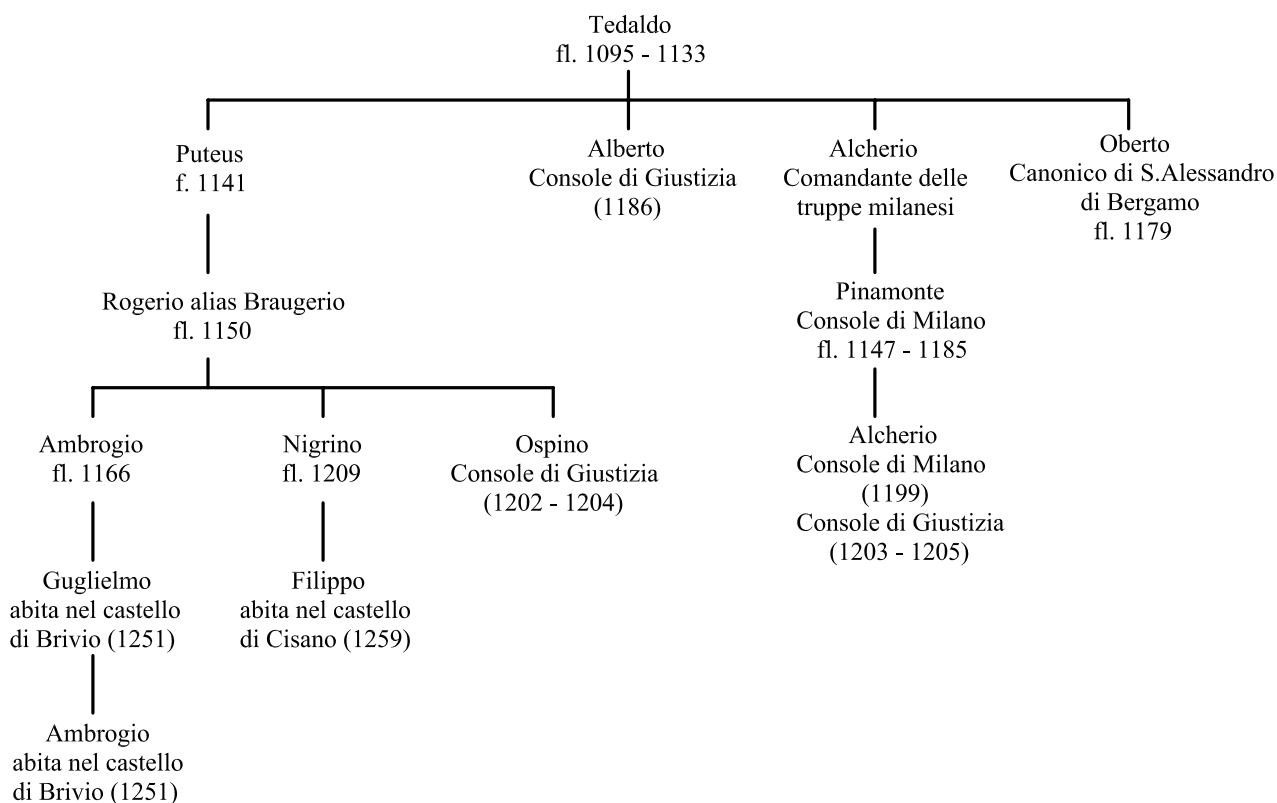 Tedaldo
fl. 1095 - 1133
Puteus
f. 1141
Alberto
Console di Giustizia
(1186)
Alcherio
Comandante delle
truppe milanesi
Oberto
Canonico di S.Alessandro
di Bergamo
fl. 1179
Rogerio alias Braugerio
fl. 1150
Pinamonte
Console di Milano
fl. 1147 - 1185
Ambrogio
fl. 1166
Nigrino
fl. 1209
Ospino
Console di Giustizia
(1202 - 1204)
Alcherio
Console di Milano
(1199)
Console di Giustizia
(1203 - 1205)
Guglielmo
abita nel castello
di Brivio (1251)
Filippo
abita nel castello
di Cisano (1259)
Ambrogio
abita nel castello
di Brivio (1251)